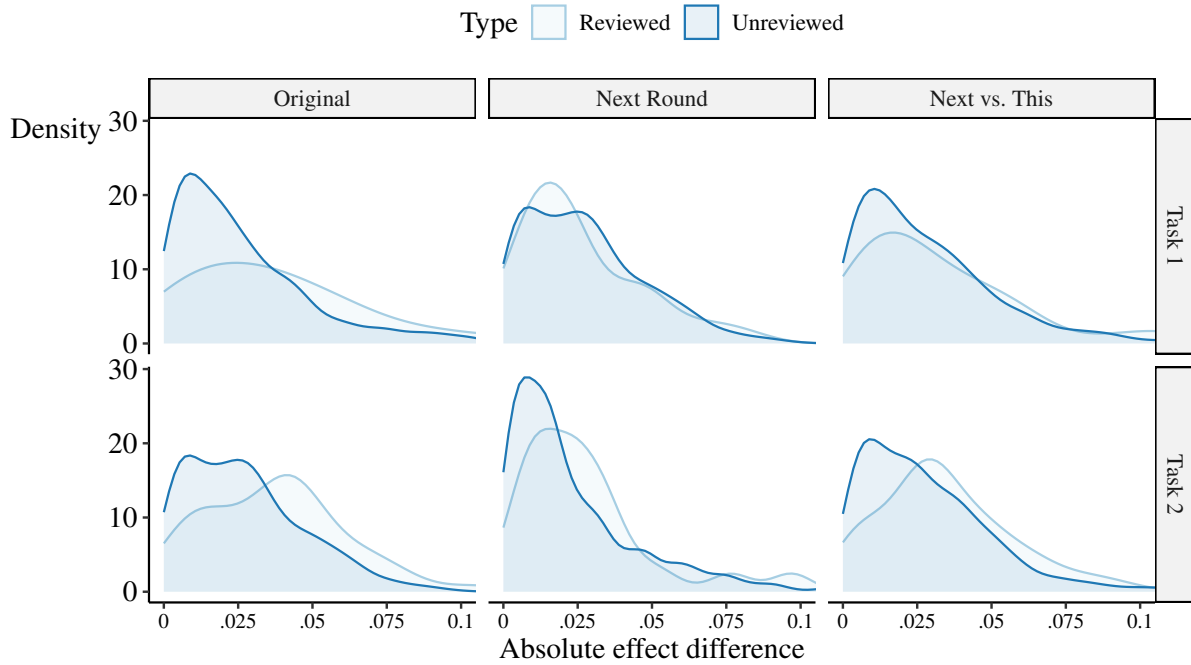 Type Reviewed Unreviewed
Original Next Round Next vs. This
Density
30
20
10
0
Task 1
30
20
10
0
Task 2
0 .025 .05 .075 0.1 0 .025 .05 .075 0.1 0 .025 .05 .075 0.1
Absolute effect difference